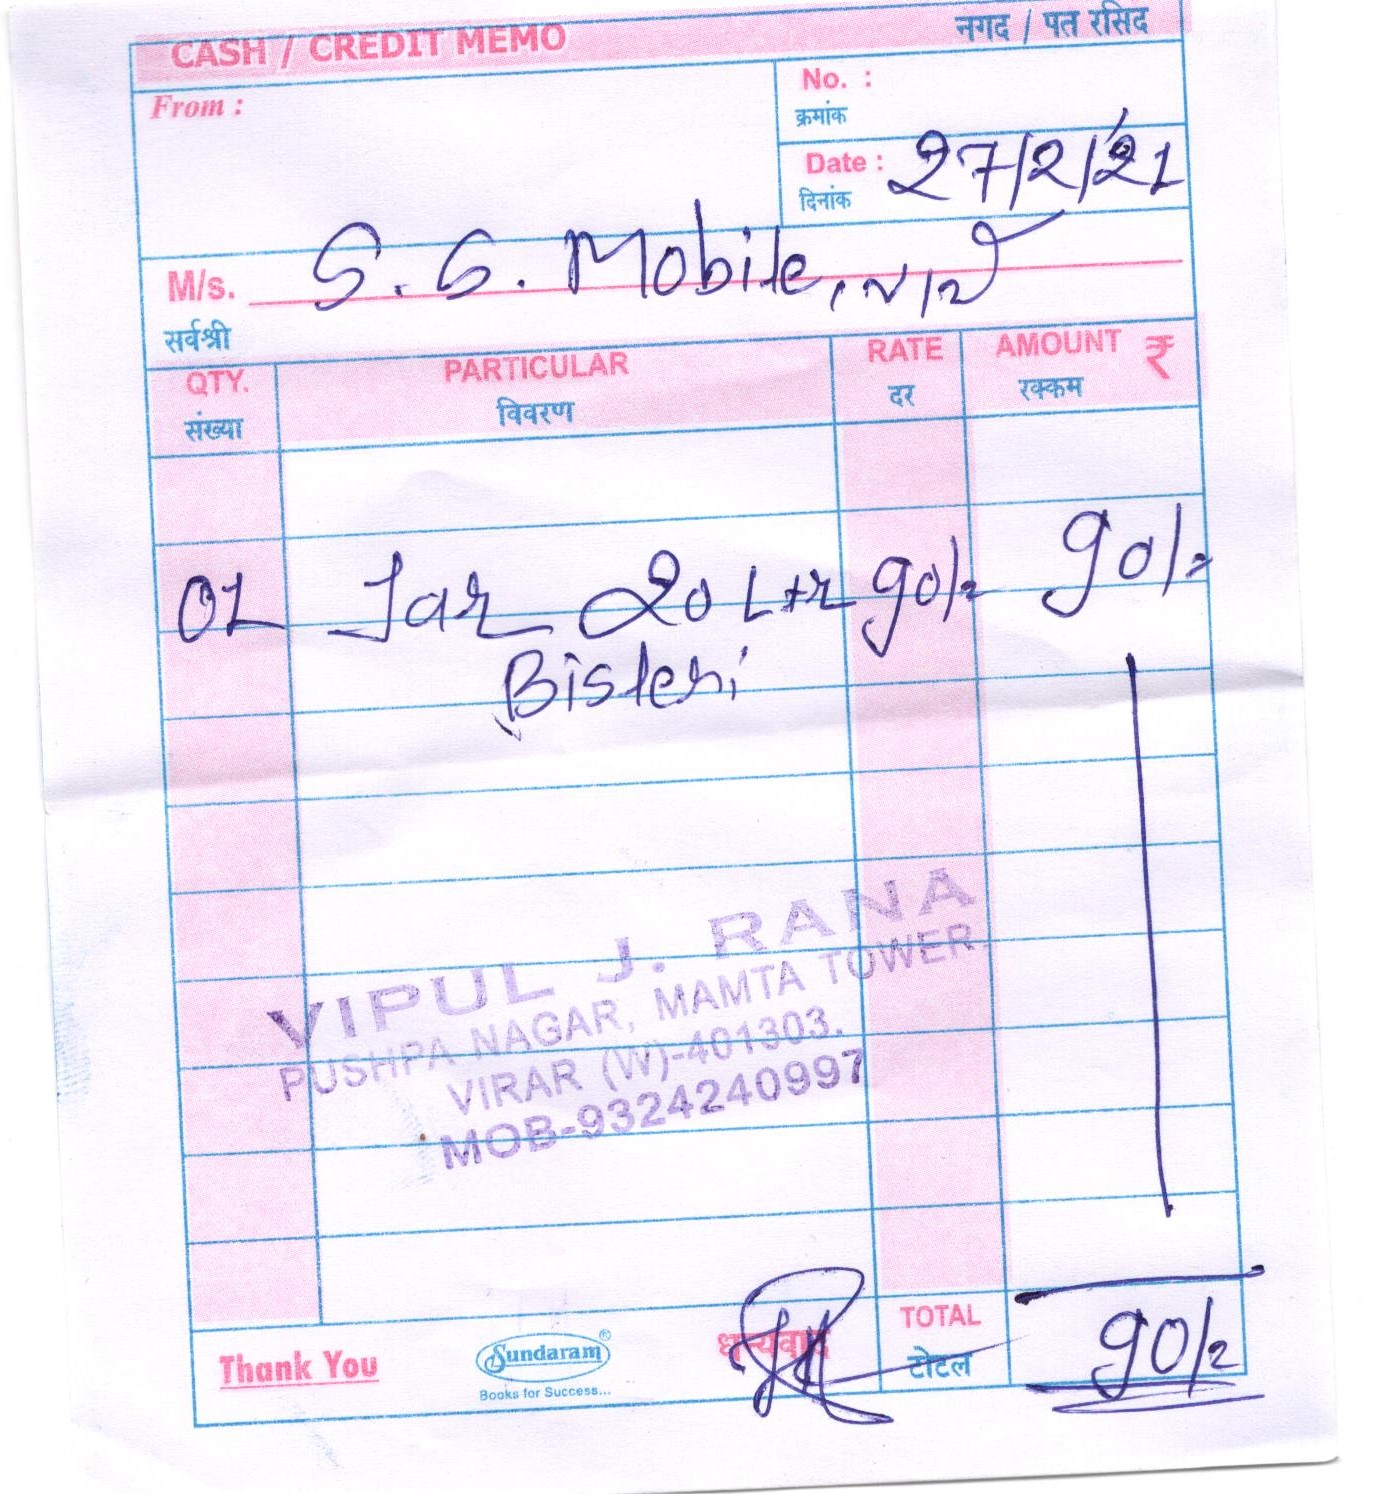 CASH / CREDIT MEMO नगद / पत रसिद
From :
No. :
क्रमांक
Date : 27/2/21
दिनांक
M/s. S. G. Mobile,
सर्वश्री
QTY. PARTICULAR RATE AMOUNT ₹
संख्या विवरण दर रक्कम
01 Jar 20 Ltr 90/= 90/=
Bisleri
VIPUL J. RANA
PUSHPA NAGAR, MAMTA TOWER
VIRAR (W)-401303.
MOB-9324240997
Thank You Sundaram® धन्यवाद TOTAL 90/=
Books for Success... टोटल